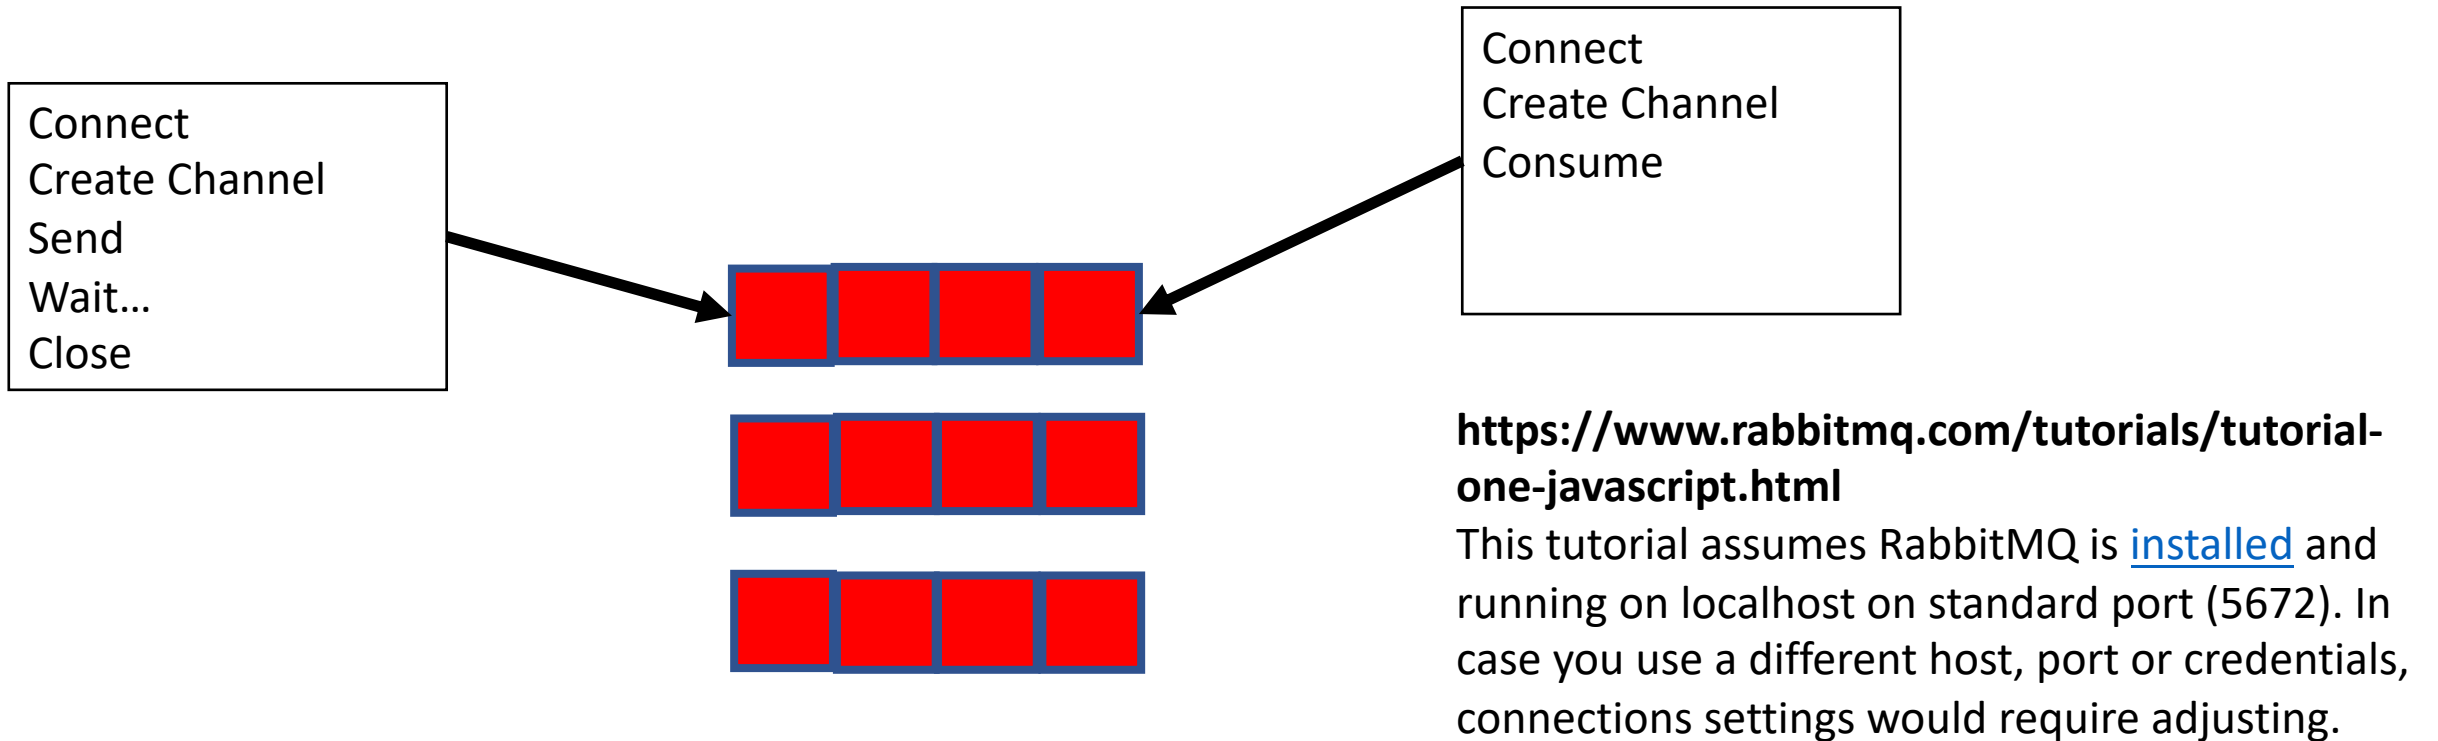 Connect
Create Channel
Send
Wait...
Close
Connect
Create Channel
Consume
https://www.rabbitmq.com/tutorials/tutorial-
one-javascript.html
This tutorial assumes RabbitMQ is installed and
running on localhost on standard port (5672). In
case you use a different host, port or credentials,
connections settings would require adjusting.